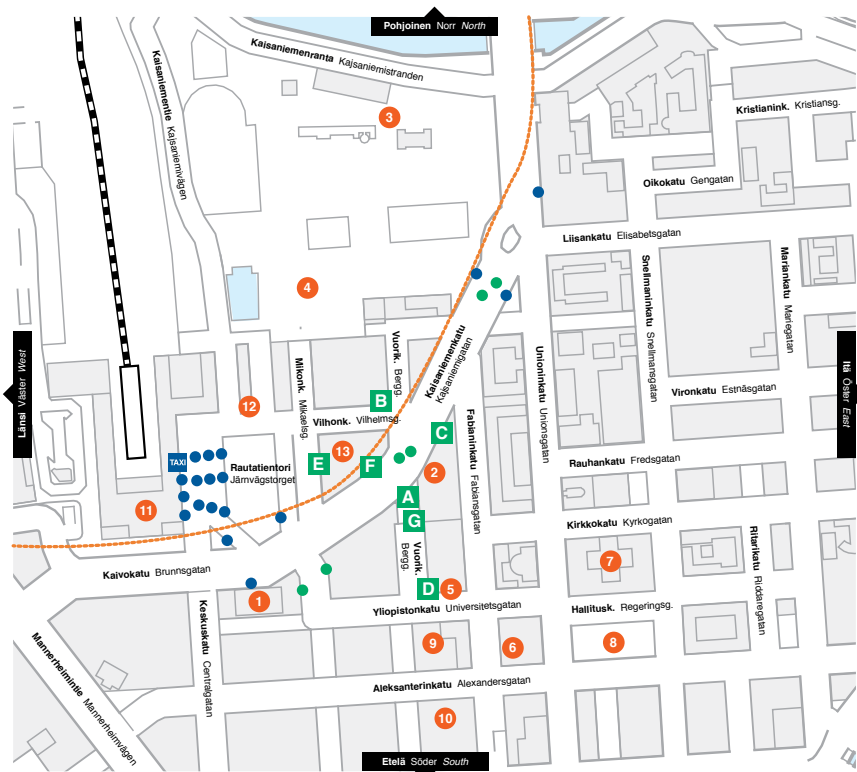 Pohjoinen Norr North
Kaisaniemenranta Kajsaniemistranden
Kaisaniementie Kajsaniemivägen
3
Kristianink. Kristiansg.
Oikokatu Gengatan
Liisankatu Elisabetsgatan
Snellmaninkatu Snellmansgatan
Mariankatu Mariegatan
4
Länsi Väster West
Itä Öster East
Mikonk. Mikaelsg.
Vuorik. Bergg.
Kaisaniemenkatu Kajsaniemigatan
Unioninkatu Unionsgatan
Vironkatu Estnäsgatan
12
B
Vilhonk. Vilhelmsg.
C
Fabianinkatu Fabiansgatan
13
TAXI
E
F
2
Rautatientori
Järnvägstorget
Rauhankatu Fredsgatan
11
A
G
Kirkkokatu Kyrkogatan
Ritarikatu Riddaregatan
Vuorik. Bergg.
7
Kaivokatu Brunnsgatan
D
5
1
Yliopistonkatu Universitetsgatan
Hallitusk. Regeringsg.
Keskuskatu Centralgatan
9
6
8
Mannerheimintie Mannerheimvägen
Aleksanterinkatu Alexandersgatan
10
Etelä Söder South